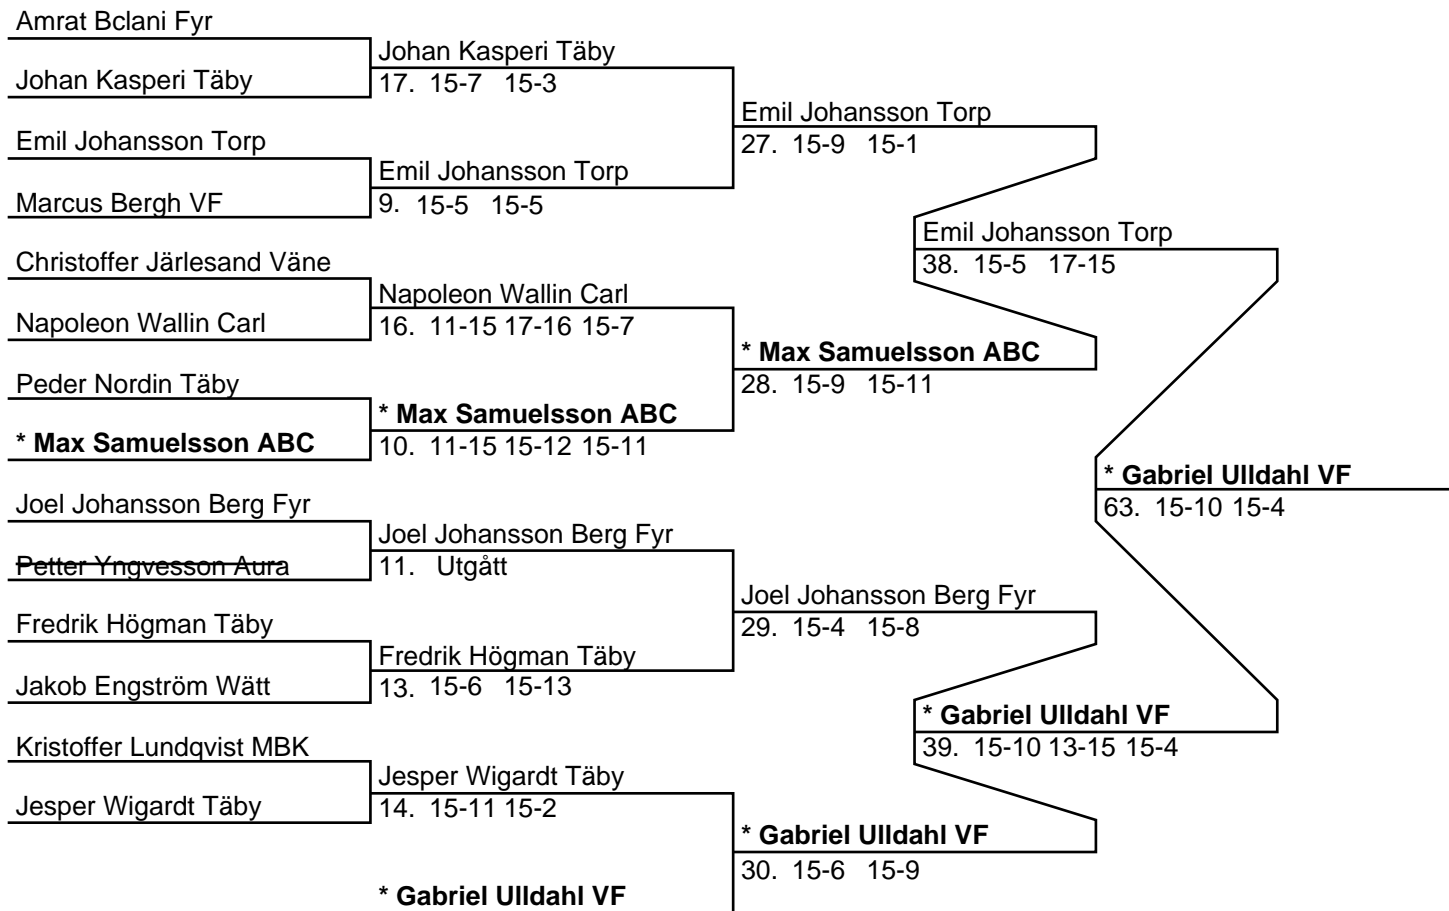 Amrat Bclani Fyr
Johan Kasperi Täby
Emil Johansson Torp
Marcus Bergh VF
Christoffer Järlesand Väne
Napoleon Wallin Carl
Peder Nordin Täby
* Max Samuelsson ABC
Joel Johansson Berg Fyr
Petter Yngvesson Aura
Fredrik Högman Täby
Jakob Engström Wätt
Kristoffer Lundqvist MBK
Jesper Wigardt Täby
Johan Kasperi Täby
17. 15-7 15-3
Emil Johansson Torp
9. 15-5 15-5
Napoleon Wallin Carl
16. 11-15 17-16 15-7
* Max Samuelsson ABC
10. 11-15 15-12 15-11
Joel Johansson Berg Fyr
11. Utgått
Fredrik Högman Täby
13. 15-6 15-13
Jesper Wigardt Täby
14. 15-11 15-2
* Gabriel Ulldahl VF
Emil Johansson Torp
27. 15-9 15-1
* Max Samuelsson ABC
28. 15-9 15-11
Joel Johansson Berg Fyr
29. 15-4 15-8
* Gabriel Ulldahl VF
30. 15-6 15-9
Emil Johansson Torp
38. 15-5 17-15
* Gabriel Ulldahl VF
39. 15-10 13-15 15-4
* Gabriel Ulldahl VF
63. 15-10 15-4